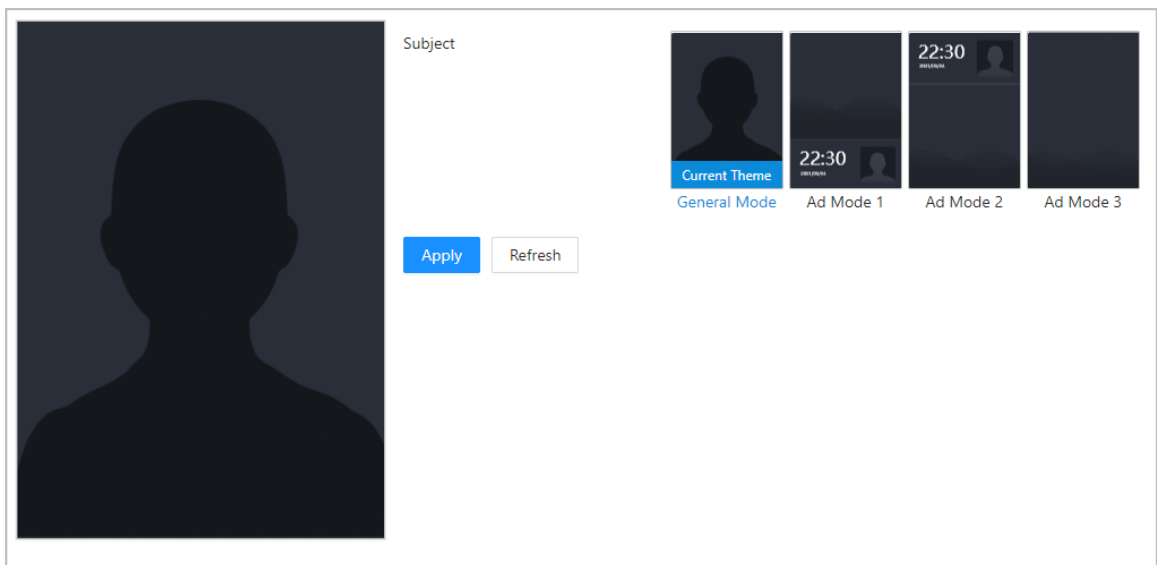 Subject
22:30
22:30
Current Theme
General Mode
Ad Mode 1
Ad Mode 2
Ad Mode 3
Apply
Refresh